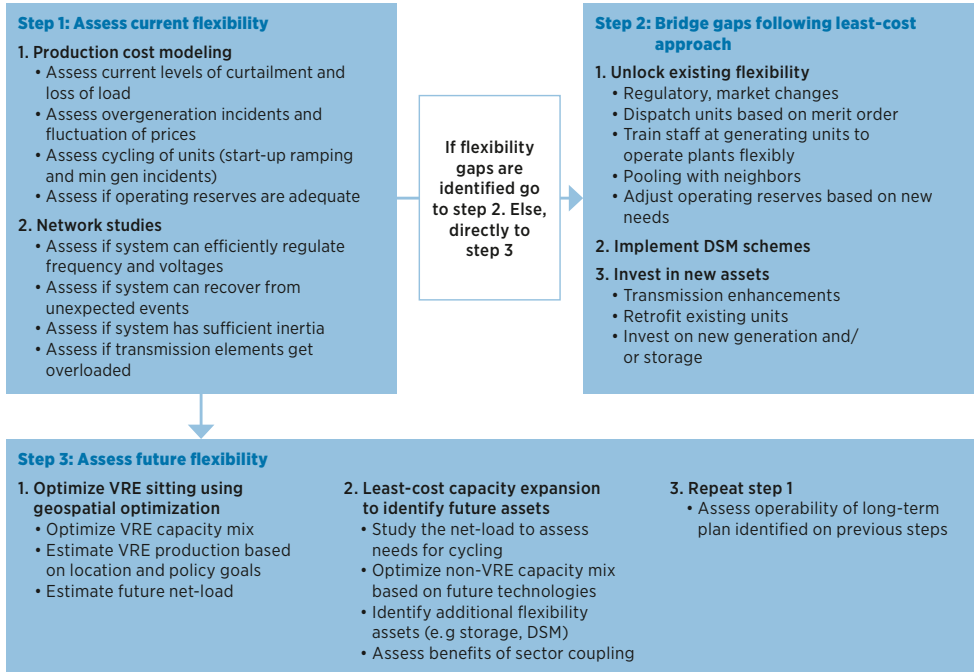 Step 1: Assess current flexibility
1. Production cost modeling
• Assess current levels of curtailment and
loss of load
• Assess overgeneration incidents and
fluctuation of prices
• Assess cycling of units (start-up ramping
and min gen incidents)
• Assess if operating reserves are adequate
2. Network studies
• Assess if system can efficiently regulate
frequency and voltages
• Assess if system can recover from
unexpected events
• Assess if system has sufficient inertia
• Assess if transmission elements get
overloaded
If flexibility
gaps are
identified go
to step 2. Else,
directly to
step 3
Step 2: Bridge gaps following least-cost
approach
1. Unlock existing flexibility
• Regulatory, market changes
• Dispatch units based on merit order
• Train staff at generating units to
operate plants flexibly
• Pooling with neighbors
• Adjust operating reserves based on new
needs
2. Implement DSM schemes
3. Invest in new assets
• Transmission enhancements
• Retrofit existing units
• Invest on new generation and/
or storage
Step 3: Assess future flexibility
1. Optimize VRE sitting using
geospatial optimization
• Optimize VRE capacity mix
• Estimate VRE production based
on location and policy goals
• Estimate future net-load
2. Least-cost capacity expansion
to identify future assets
• Study the net-load to assess
needs for cycling
• Optimize non-VRE capacity mix
based on future technologies
• Identify additional flexibility
assets (e.g storage, DSM)
• Assess benefits of sector coupling
3. Repeat step 1
• Assess operability of long-term
plan identified on previous steps